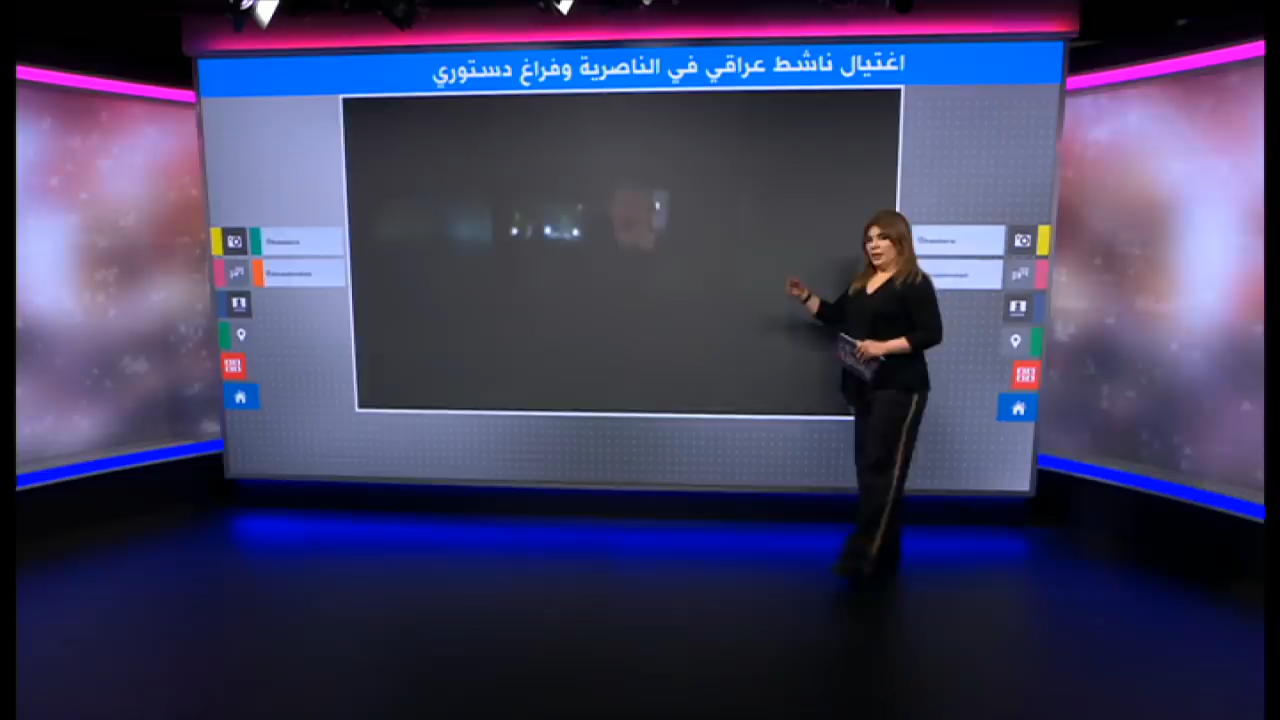 اغتيال ناشط عراقي في الناصرية وفراغ دستوري